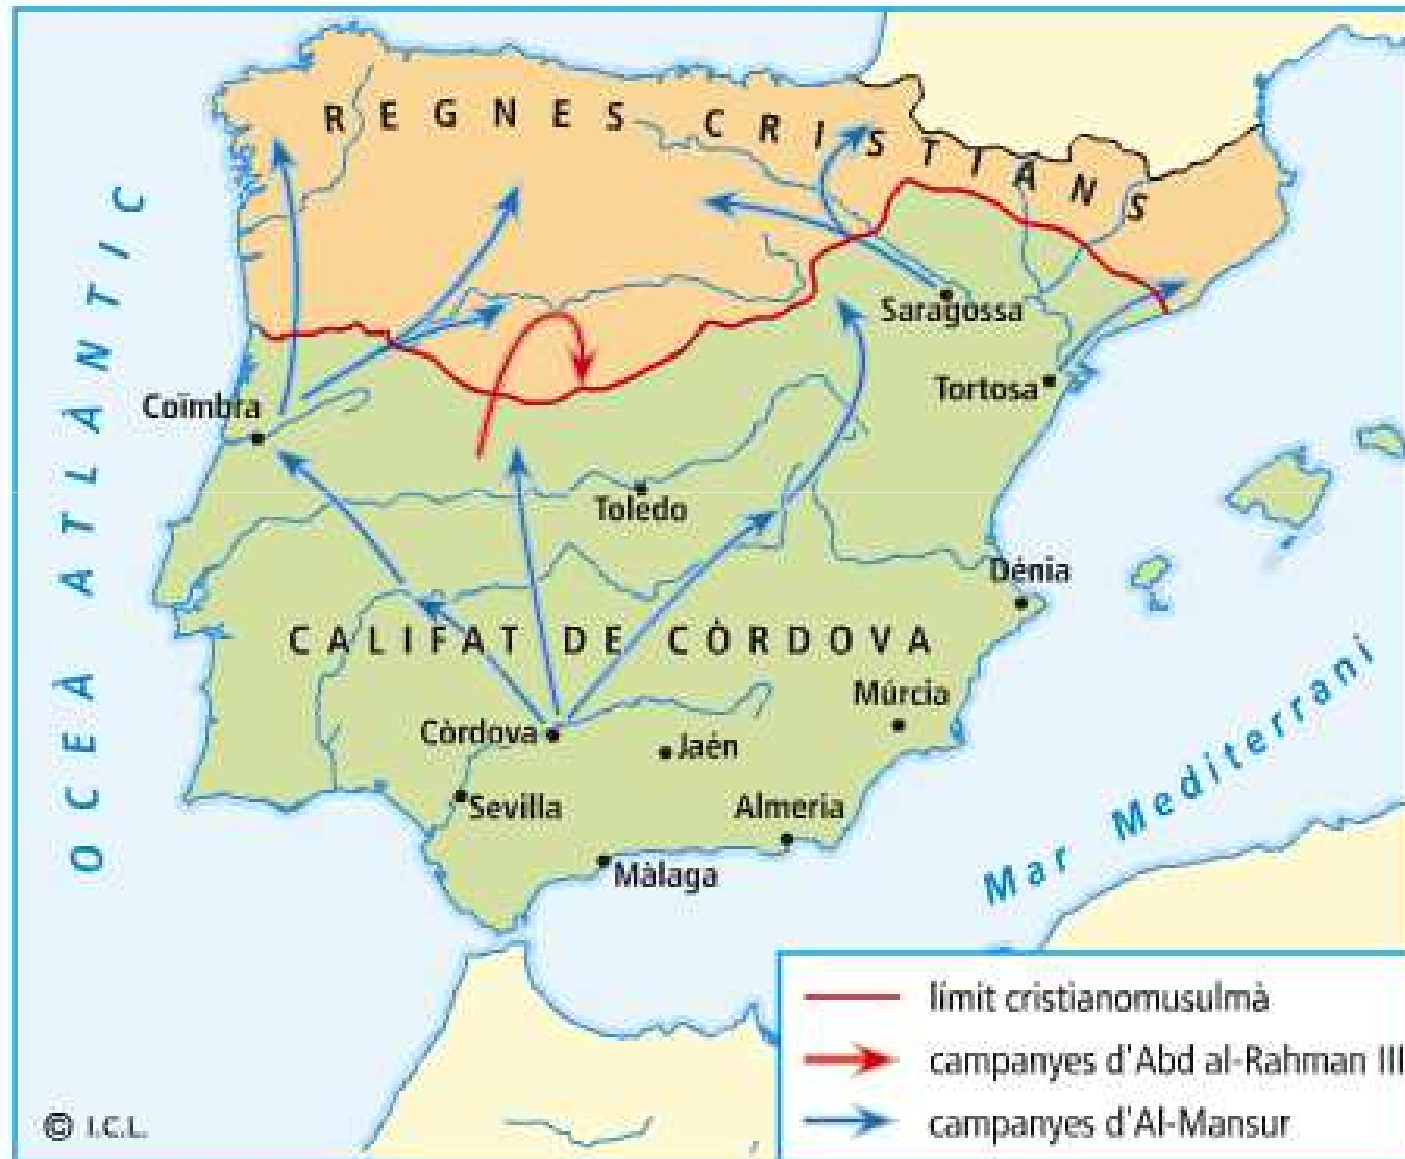 REGNES CRISTIANS
OCEÀ ATLÀNTIC
Saragossa
Tortosa
Coïmbra
Toledo
Dénia
CALIFAT DE CÒRDOVA
Múrcia
Còrdova
Jaén
Sevilla
Almeria
Màlaga
Mar Mediterrani
límit cristianomusulmà
campanyes d'Abd al-Rahman III
campanyes d'Al-Mansur
© I.C.L.